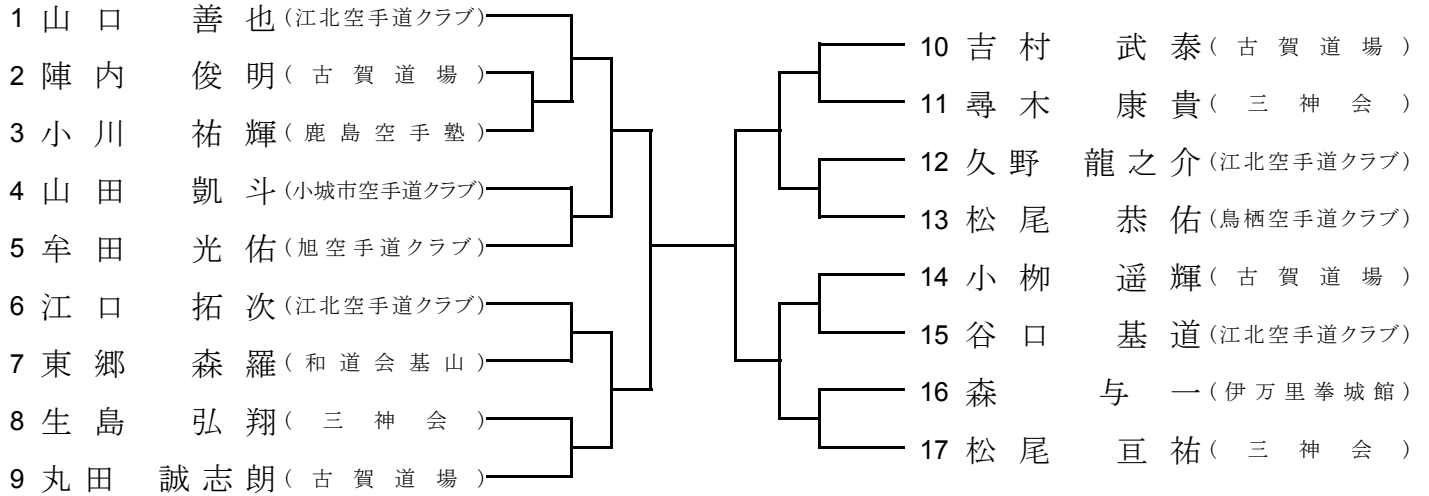 1 山口 善也(江北空手道クラブ)
2 陣内 俊明(古賀道場)
3 小川 祐輝(鹿島空手塾)
4 山田 凱斗(小城市空手道クラブ)
5 牟田 光佑(旭空手道クラブ)
6 江口 拓次(江北空手道クラブ)
7 東郷 森羅(和道会基山)
8 生島 弘翔(三神会)
9 丸田 誠志朗(古賀道場)
10 吉村 武泰(古賀道場)
11 尋木 康貴(三神会)
12 久野 龍之介(江北空手道クラブ)
13 松尾 恭佑(鳥栖空手道クラブ)
14 小栁 遥輝(古賀道場)
15 谷口 基道(江北空手道クラブ)
16 森 与一(伊万里拳城館)
17 松尾 亘祐(三神会)